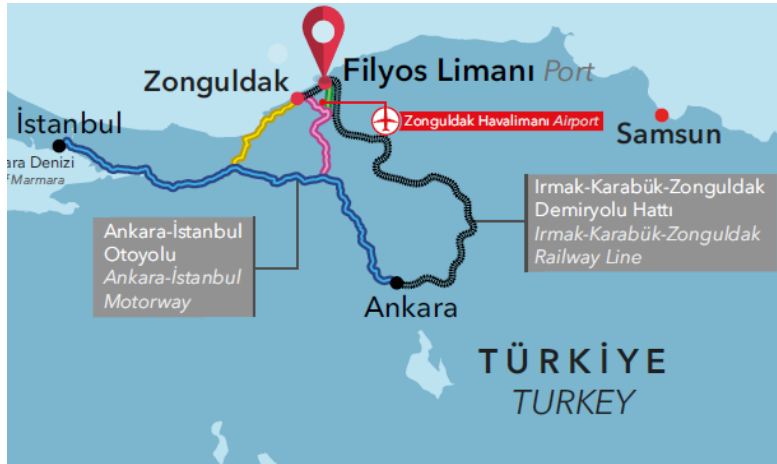 Zonguldak
Filyos Limanı Port
İstanbul
Zonguldak Havalimanı Airport
Samsun
ara Denizi
f Marmara
Irmak-Karabük-Zonguldak
Demiryolu Hattı
Irmak-Karabük-Zonguldak
Railway Line
Ankara-İstanbul
Otoyolu
Ankara-İstanbul
Motorway
Ankara
TÜRKİYE
TURKEY